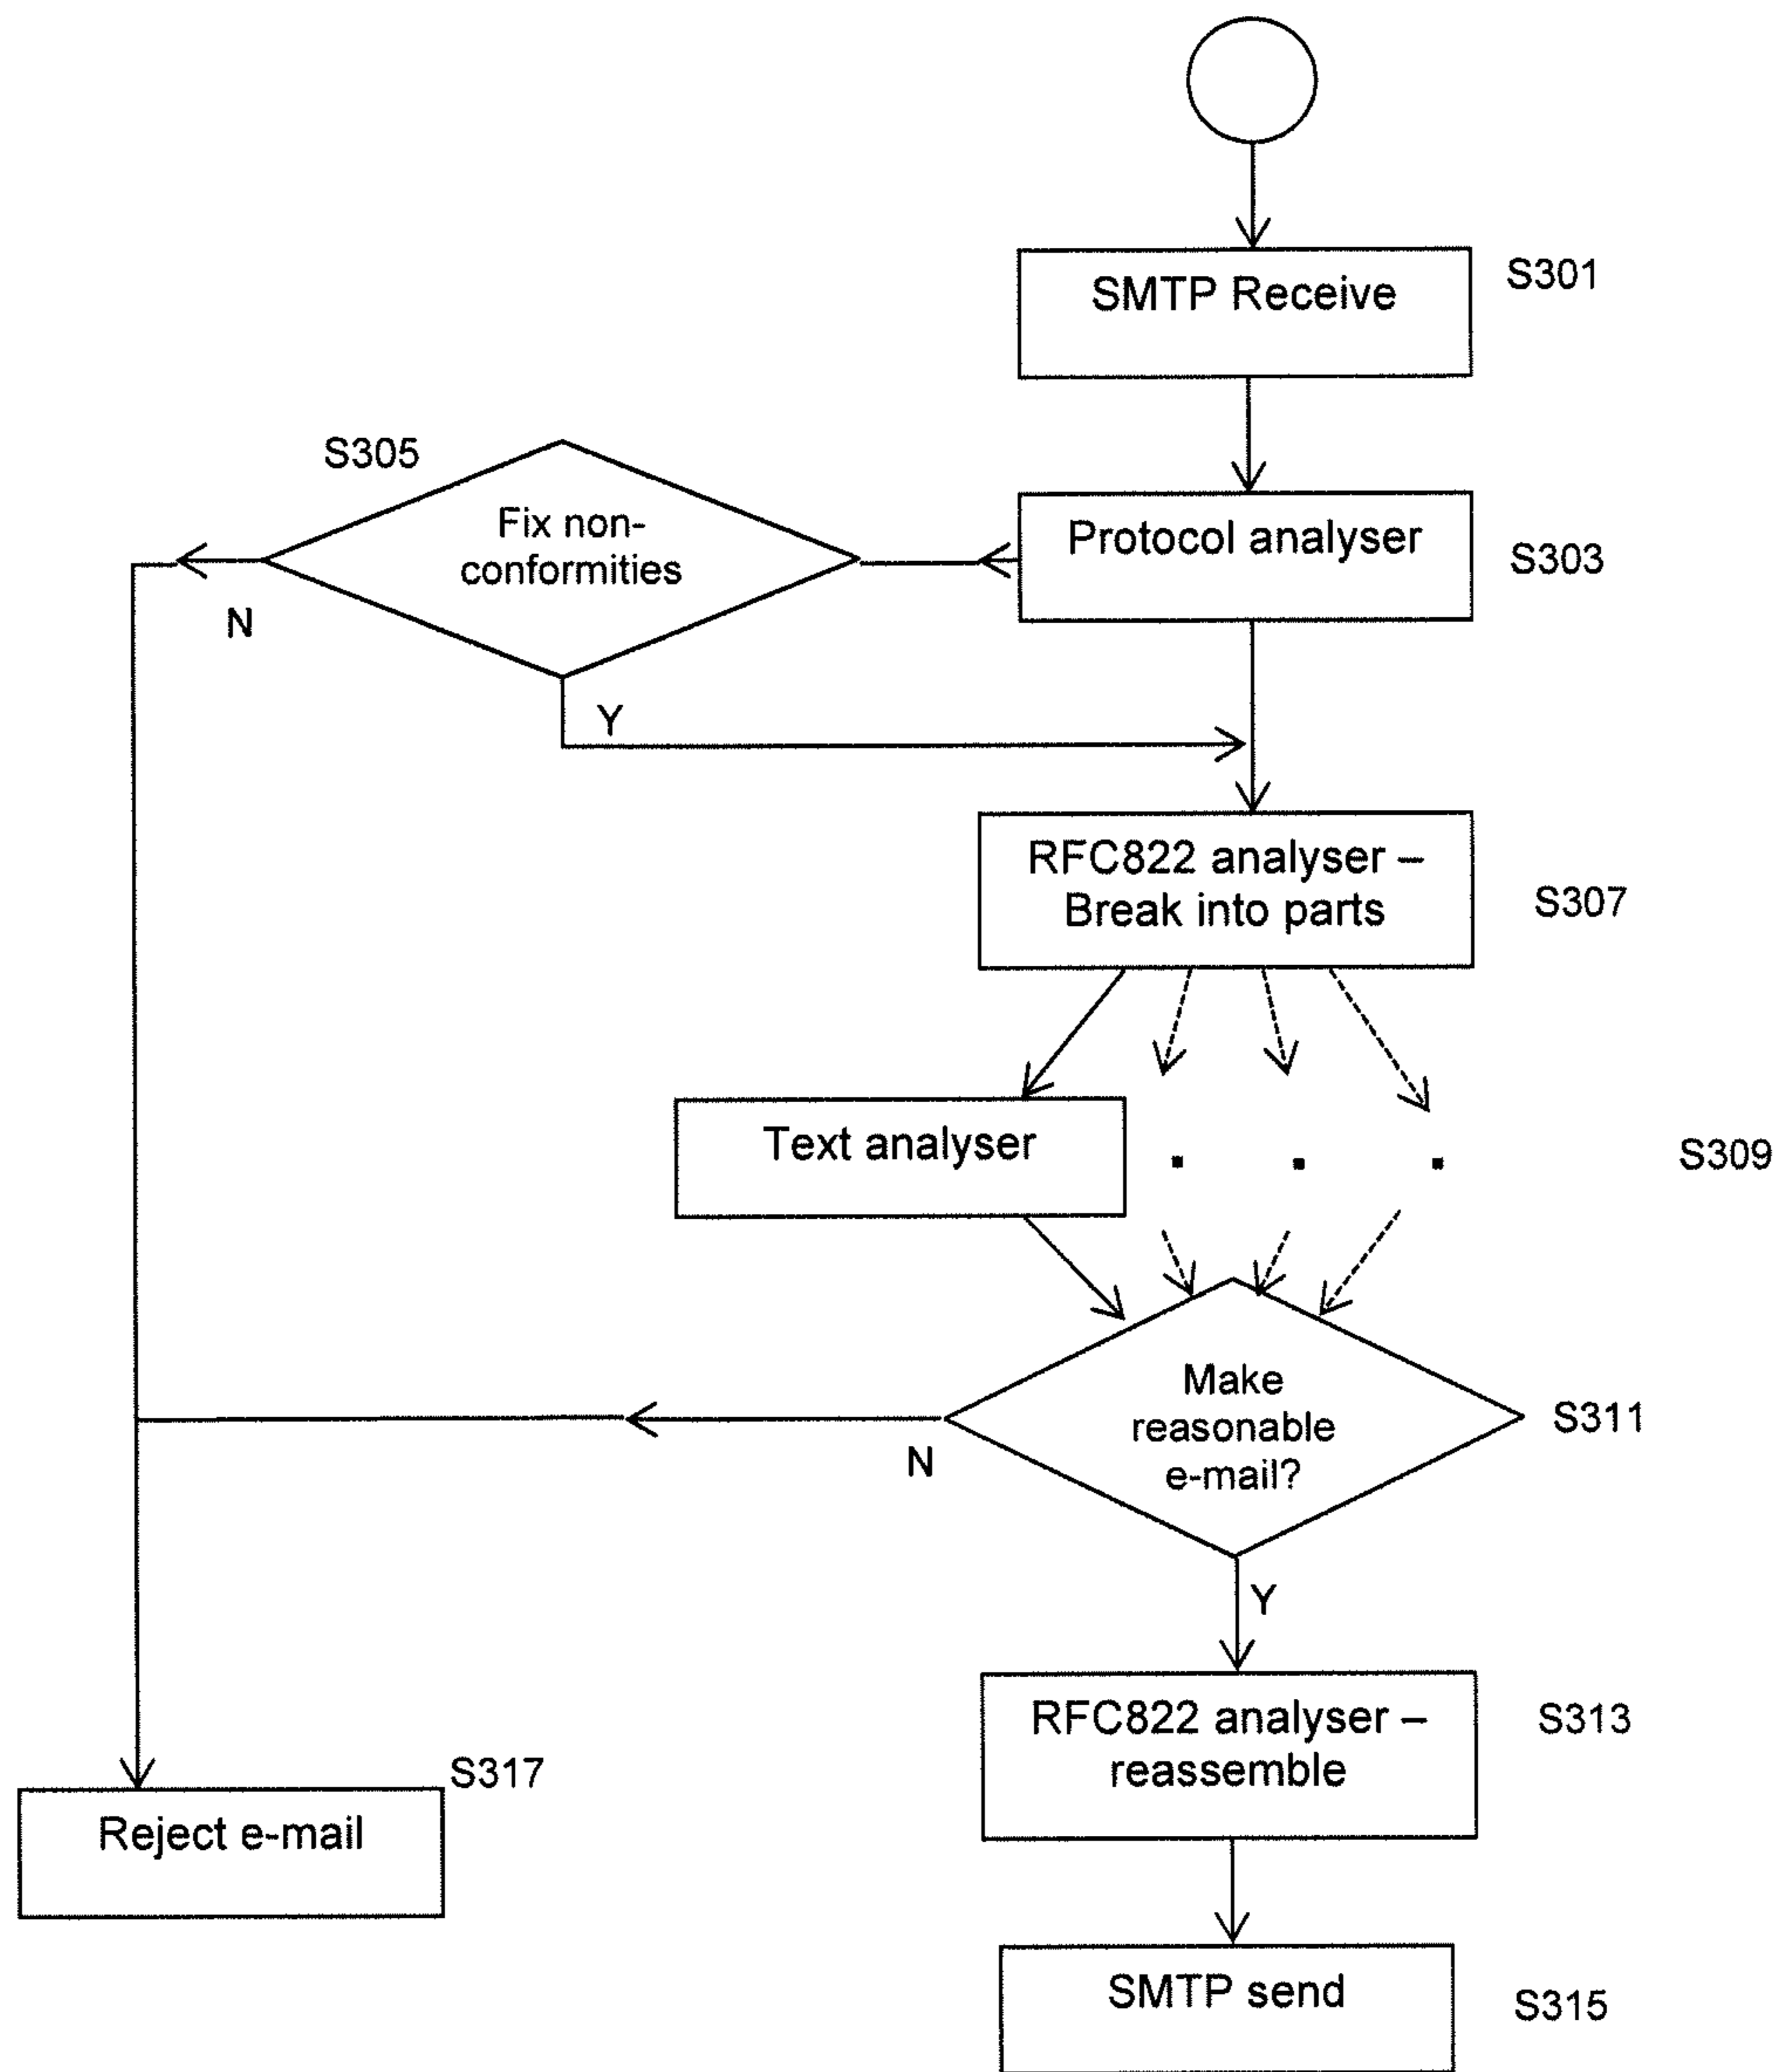 SMTP Receive
S301
S305
Fix non-
conformities
Protocol analyser
S303
N
Y
RFC822 analyser –
Break into parts
S307
Text analyser
S309
Make
reasonable
e-mail?
S311
N
Y
RFC822 analyser –
reassemble
S313
S317
Reject e-mail
SMTP send
S315